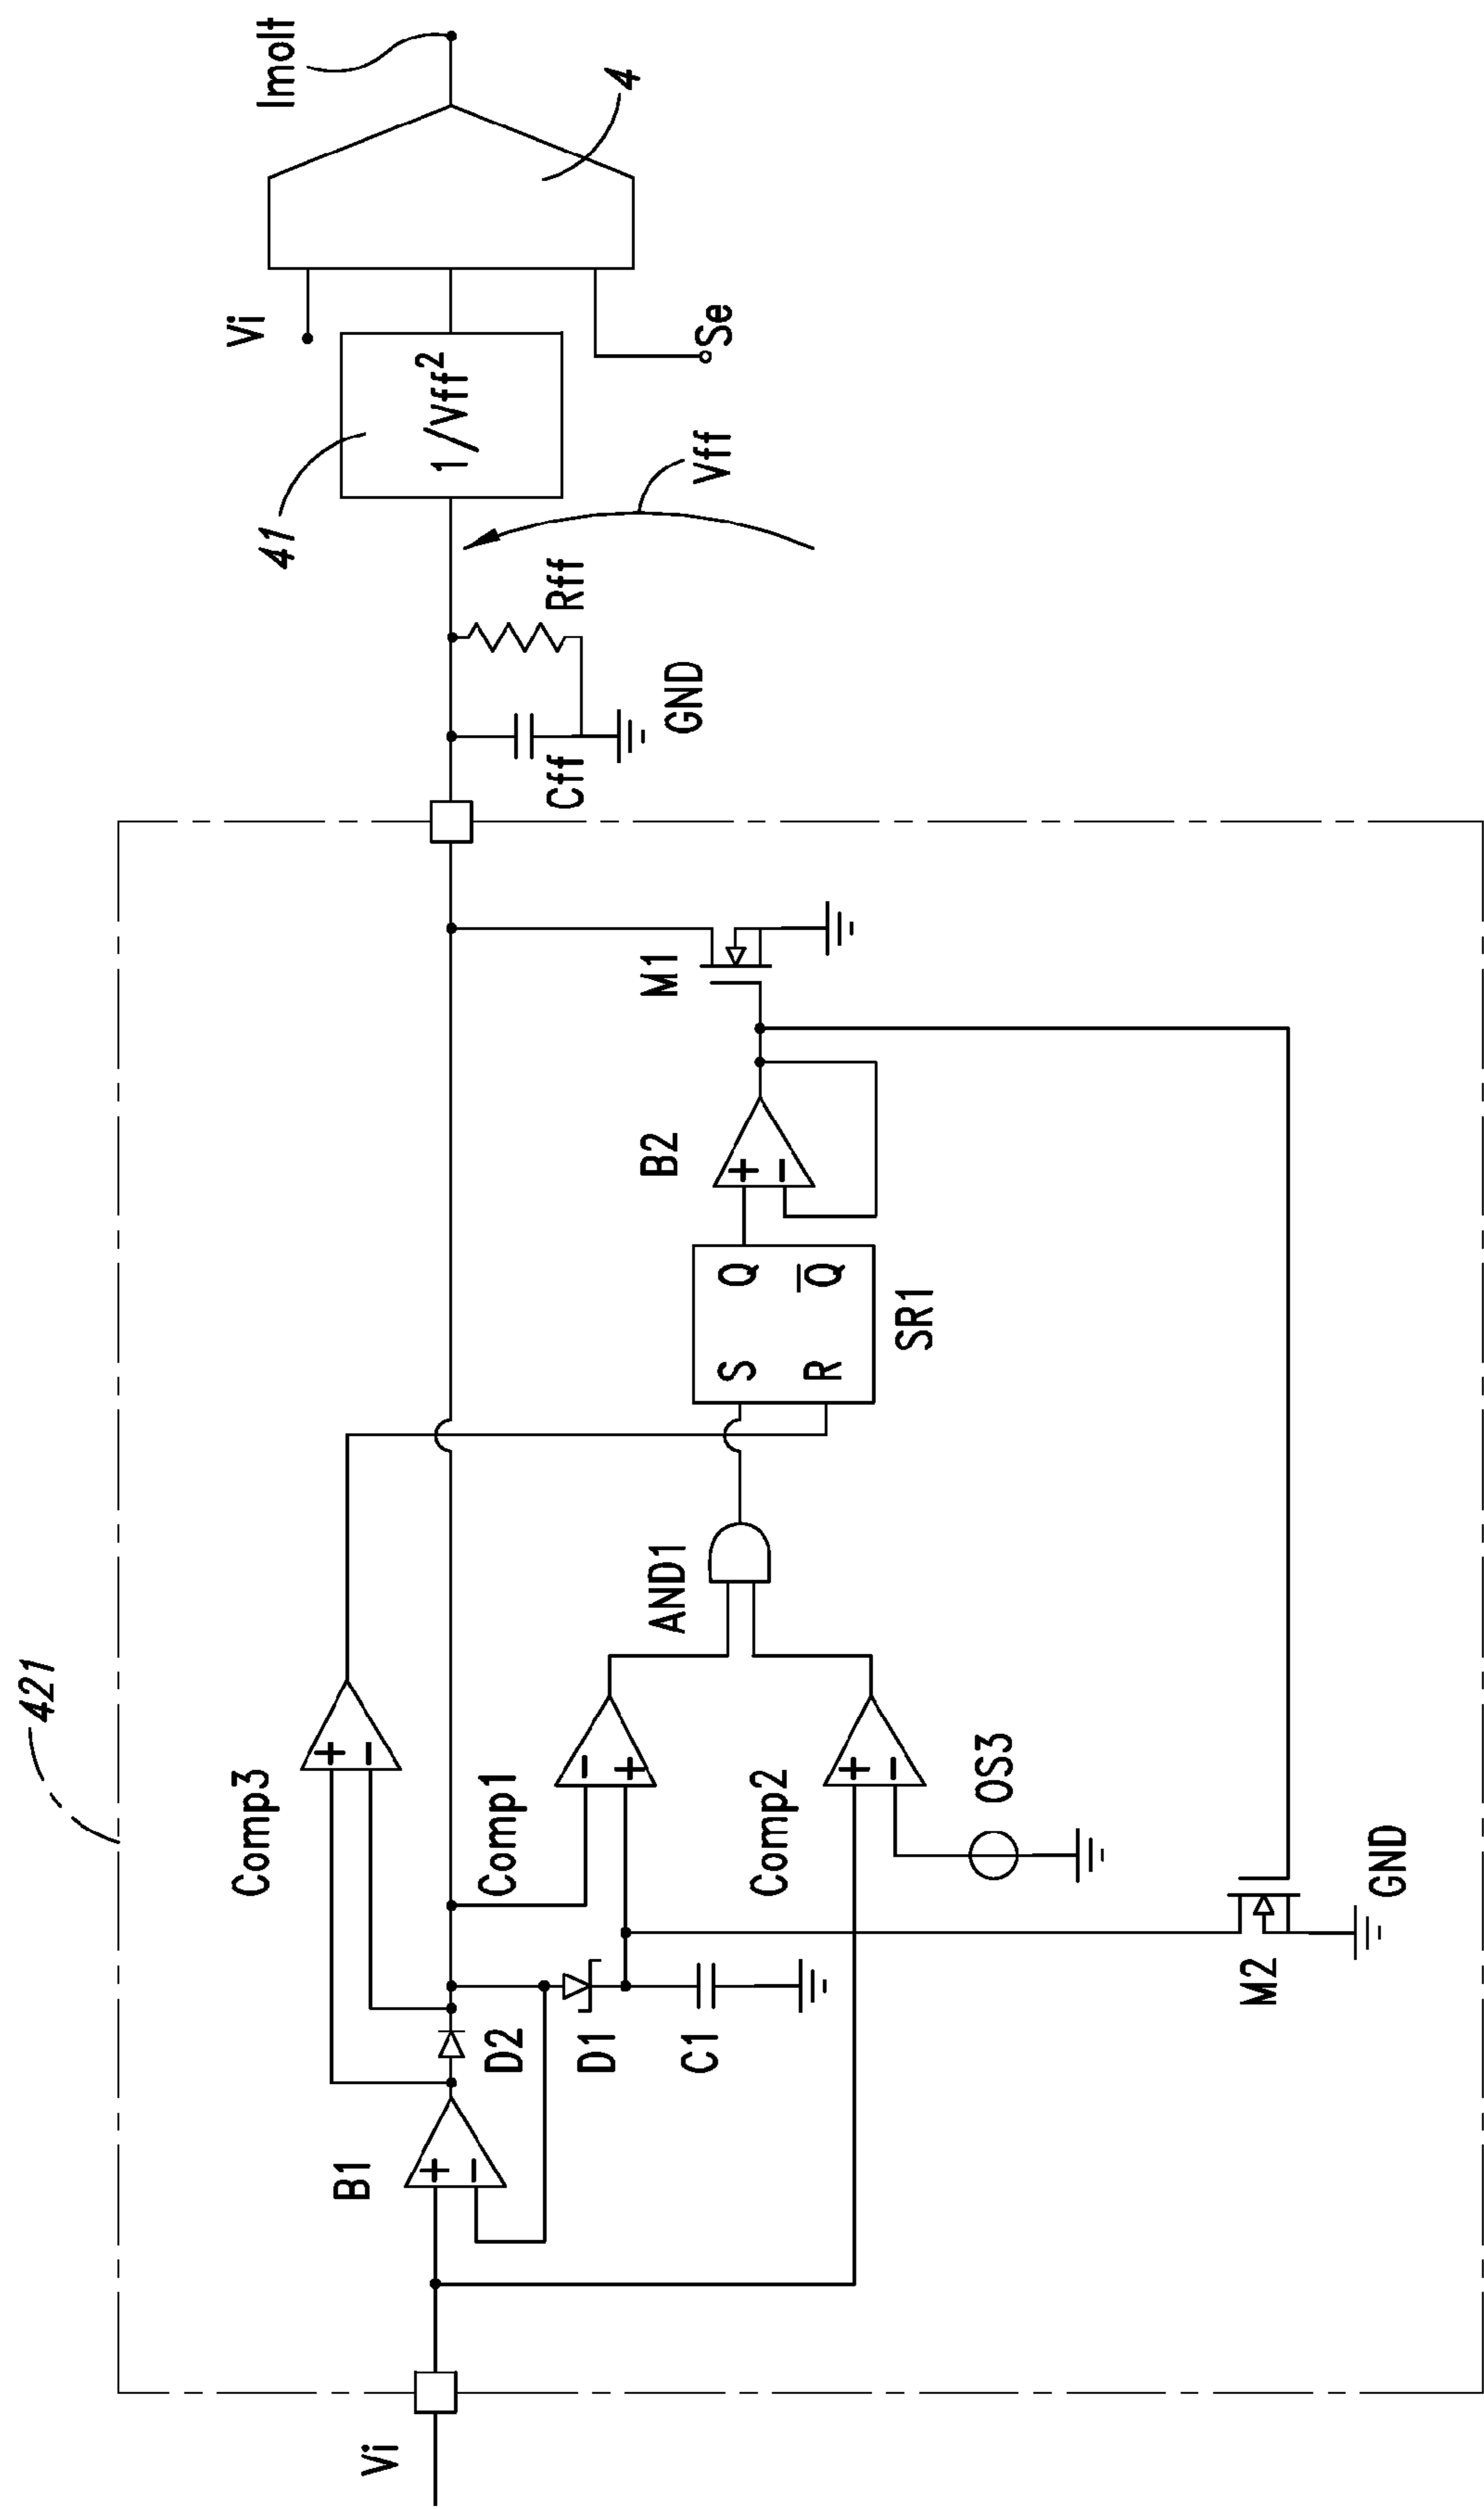 421
Vi
B1
+
−
D2
D1
C1
Comp3
+
−
Comp1
−
+
Comp2
+
−
OS3
M2
GND
AND1
S
R
Q
Q
SR1
B2
+
−
M1
Cff
Rff
GND
Vff
41
1/Vff²
Vi
Se
4
Imolt